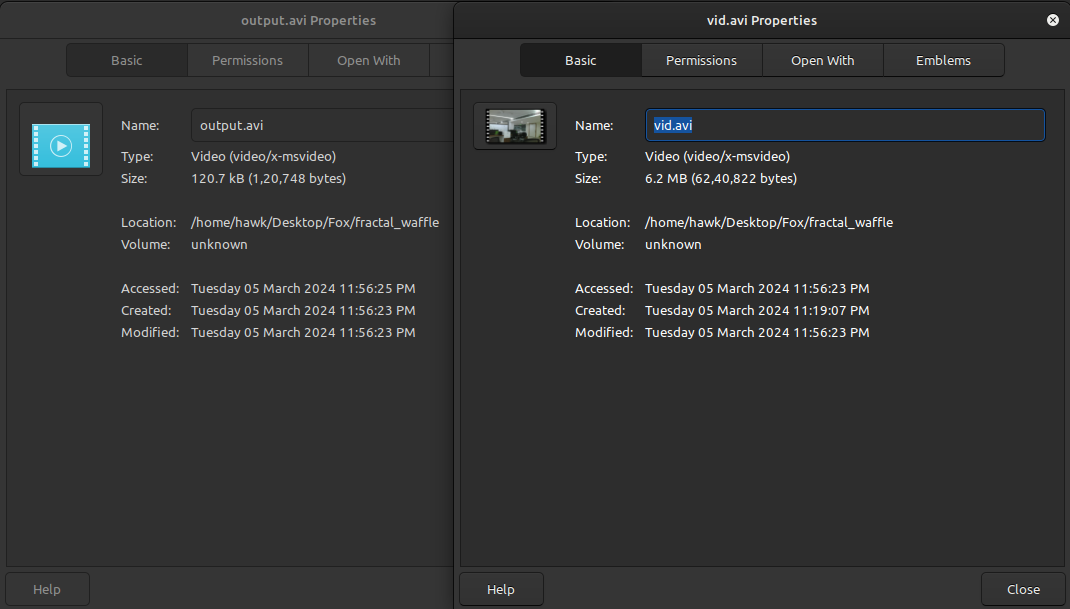 output.avi Properties
Basic
Permissions
Open With
Name:
output.avi
Type:
Video (video/x-msvideo)
Size:
120.7 kB (1,20,748 bytes)
Location:
/home/hawk/Desktop/Fox/fractal_waffle
Volume:
unknown
Accessed:
Tuesday 05 March 2024 11:56:25 PM
Created:
Tuesday 05 March 2024 11:56:23 PM
Modified:
Tuesday 05 March 2024 11:56:23 PM
Help
vid.avi Properties
Basic
Permissions
Open With
Emblems
Name:
vid.avi
Type:
Video (video/x-msvideo)
Size:
6.2 MB (62,40,822 bytes)
Location:
/home/hawk/Desktop/Fox/fractal_waffle
Volume:
unknown
Accessed:
Tuesday 05 March 2024 11:56:23 PM
Created:
Tuesday 05 March 2024 11:19:07 PM
Modified:
Tuesday 05 March 2024 11:56:23 PM
Help
Close